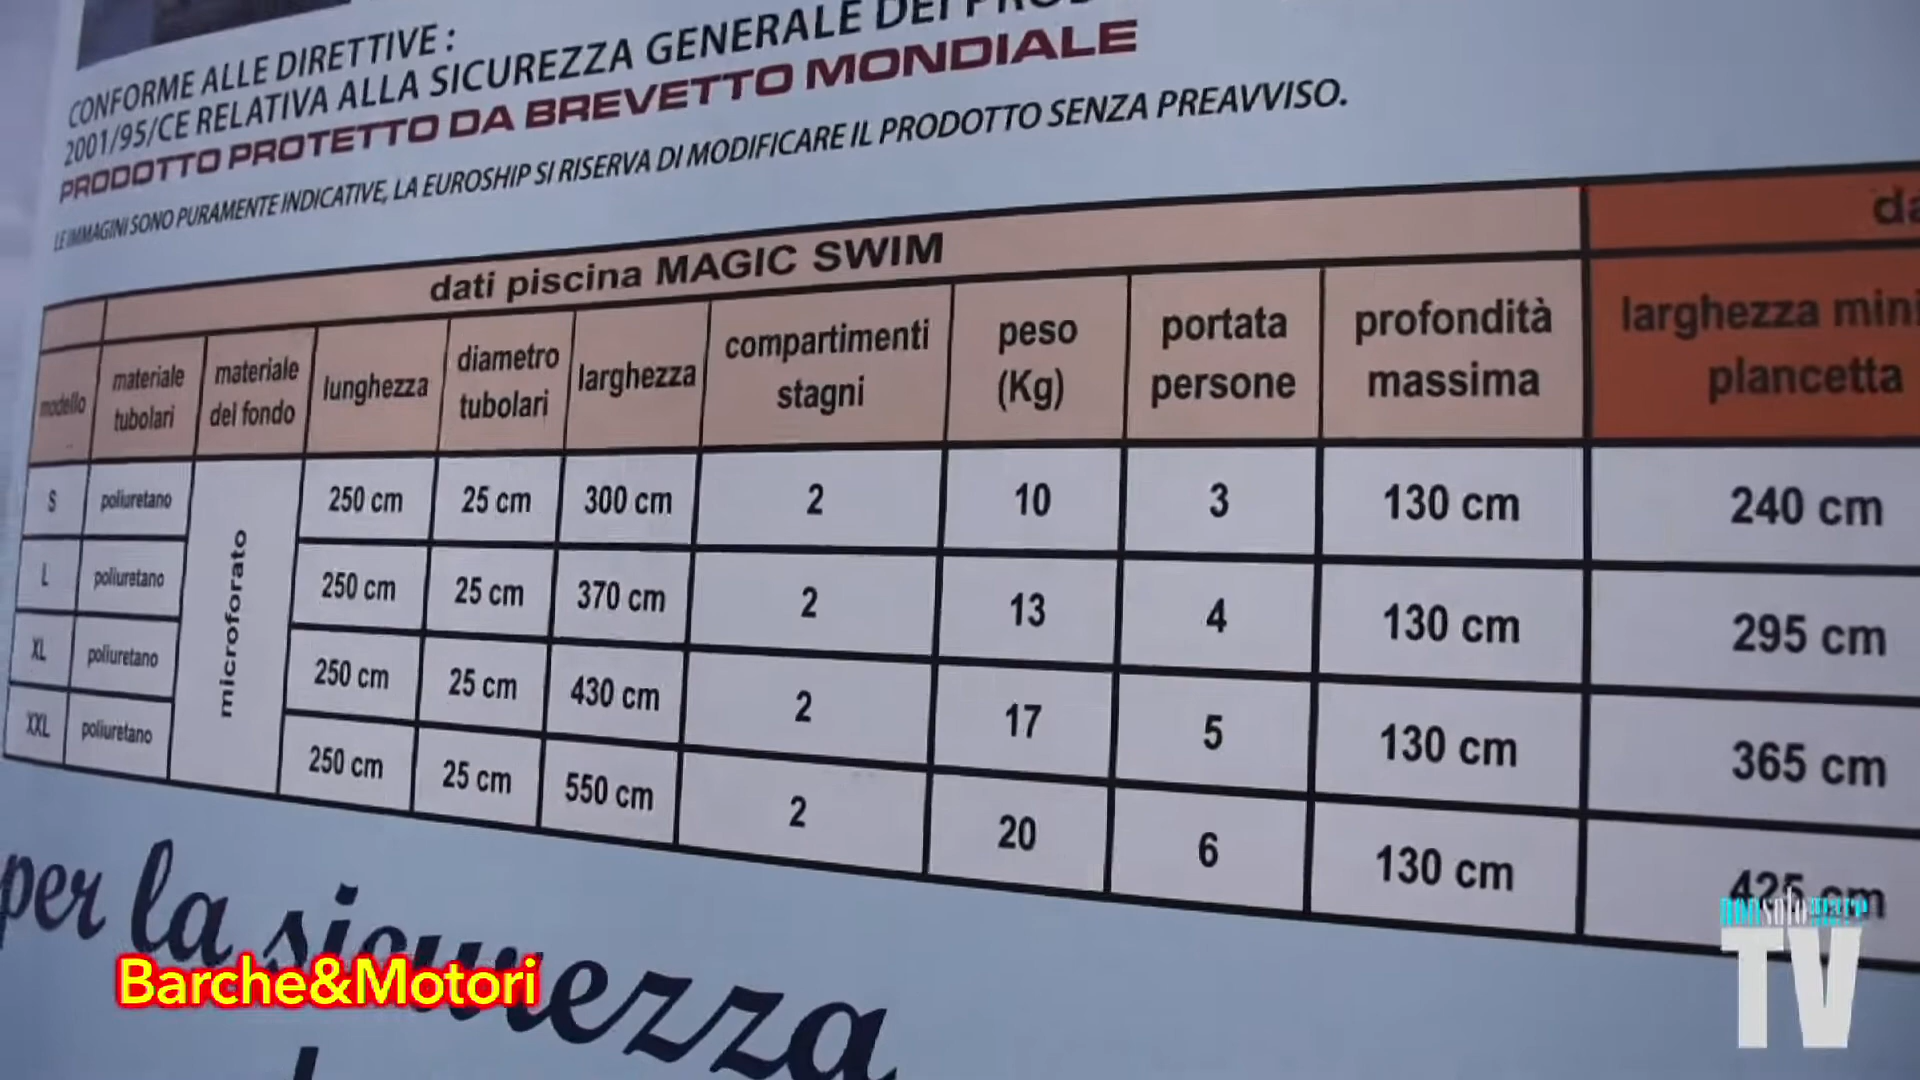 CONFORME ALLE DIRETTIVE :
2001/95/CE RELATIVA ALLA SICUREZZA GENERALE DEI
PRODOTTO PROTETTO DA BREVETTO MONDIALE
LE IMMAGINI SONO PURAMENTE INDICATIVE, LA EUROSHIP SI RISERVA DI MODIFICARE IL PRODOTTO SENZA PREAVVISO.
dati piscina MAGIC SWIM
modello materiale tubolari materiale del fondo lunghezza diametro tubolari larghezza compartimenti stagni peso (Kg) portata persone profondità massima larghezza plancetta
S poliuretano microforato 250 cm 25 cm 300 cm 2 10 3 130 cm 240 cm
L poliuretano 250 cm 25 cm 370 cm 2 13 4 130 cm 295 cm
XL poliuretano 250 cm 25 cm 430 cm 2 17 5 130 cm 365 cm
XXL poliuretano 250 cm 25 cm 550 cm 2 20 6 130 cm 425 cm
per la sicurezza
Barche&Motori
nonsolomare
TV